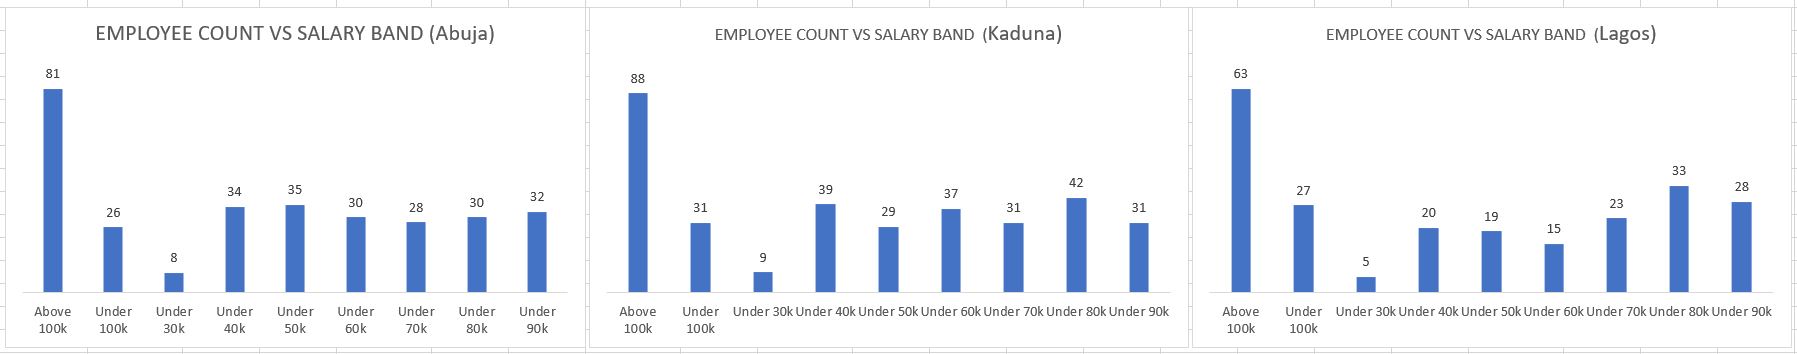 EMPLOYEE COUNT VS SALARY BAND (Abuja)
81
26
8
34
35
30
28
30
32
Above 100k
Under 100k
Under 30k
Under 40k
Under 50k
Under 60k
Under 70k
Under 80k
Under 90k
EMPLOYEE COUNT VS SALARY BAND (Kaduna)
88
31
9
39
29
37
31
42
31
Above 100k
Under 100k
Under 30k
Under 40k
Under 50k
Under 60k
Under 70k
Under 80k
Under 90k
EMPLOYEE COUNT VS SALARY BAND (Lagos)
63
27
5
20
19
15
23
33
28
Above 100k
Under 100k
Under 30k
Under 40k
Under 50k
Under 60k
Under 70k
Under 80k
Under 90k